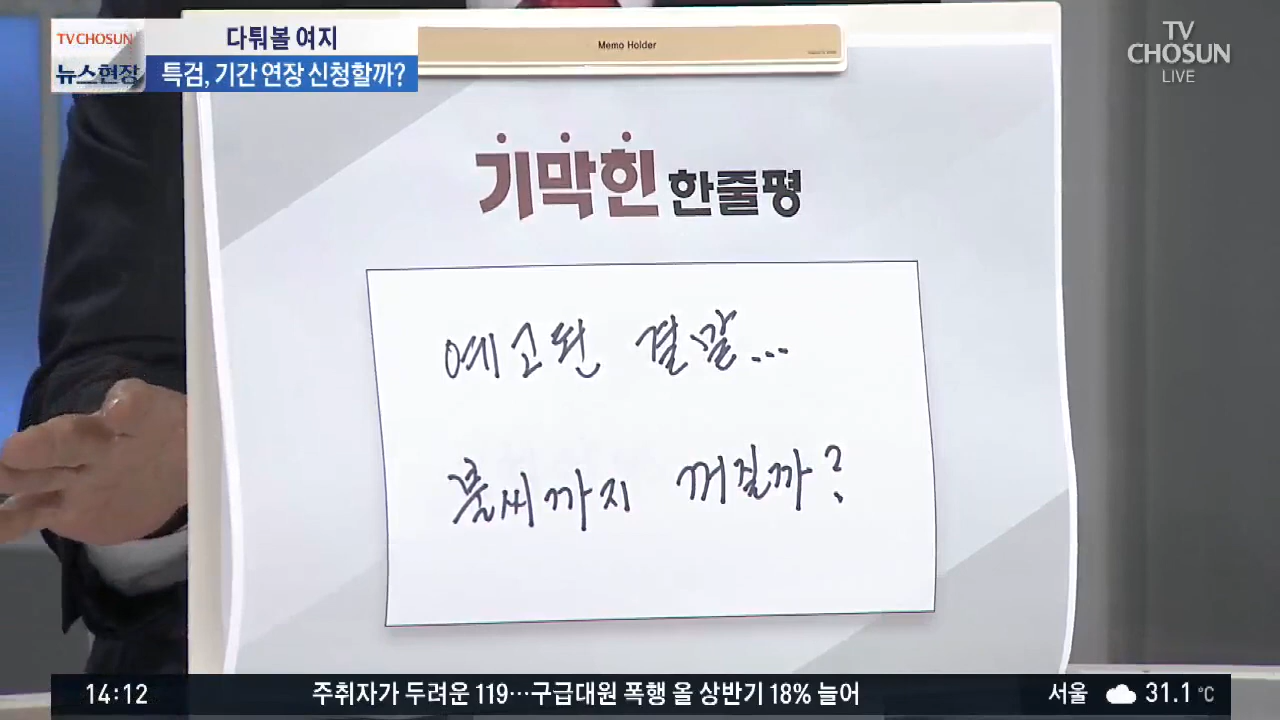 TV CHOSUN
뉴스현장
다퉈볼 여지
특검, 기간 연장 신청할까?
Memo Holder
TV
CHOSUN
LIVE
기막힌 한줄평
예고된 결말...
불씨까지 꺼질까?
14:12 주취자가 두려운 119…구급대원 폭행 올 상반기 18% 늘어 서울 31.1 ℃